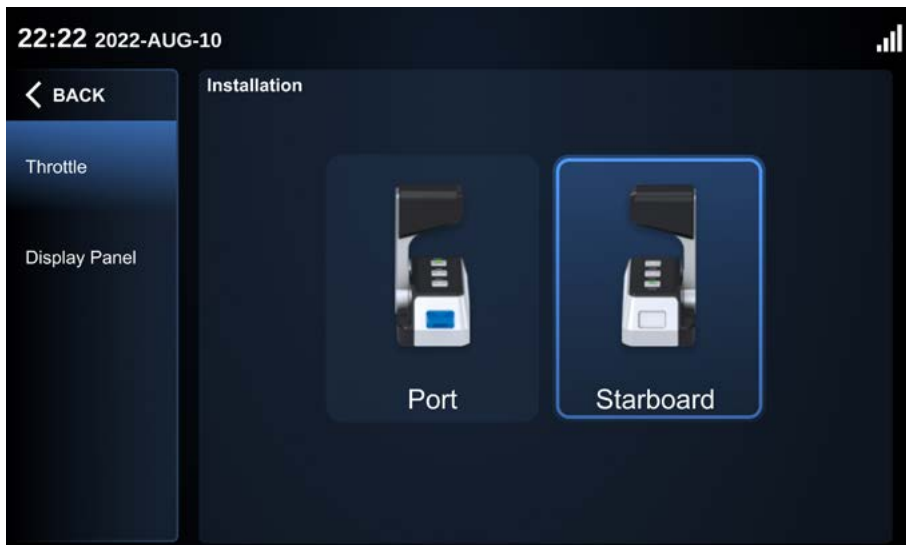 22:22 2022-AUG-10
BACK
Installation
Throttle
Display Panel
Port
Starboard